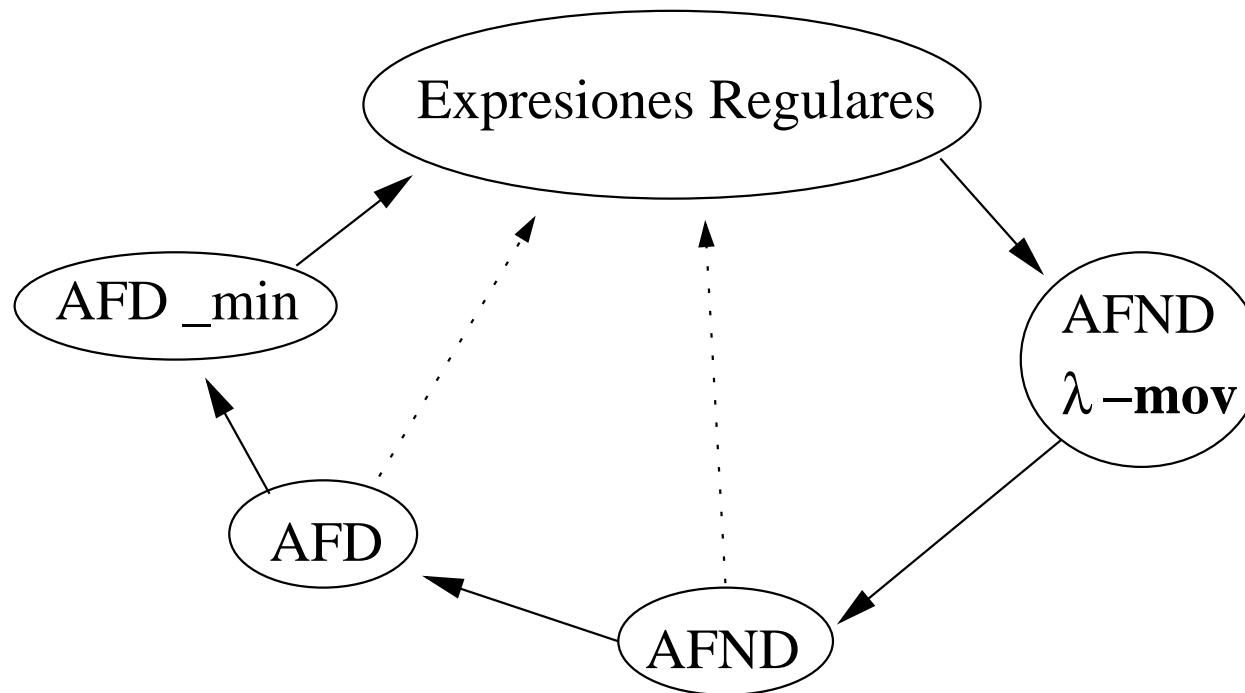 Expresiones Regulares
AFD _min
AFND
λ -mov
AFD
AFND